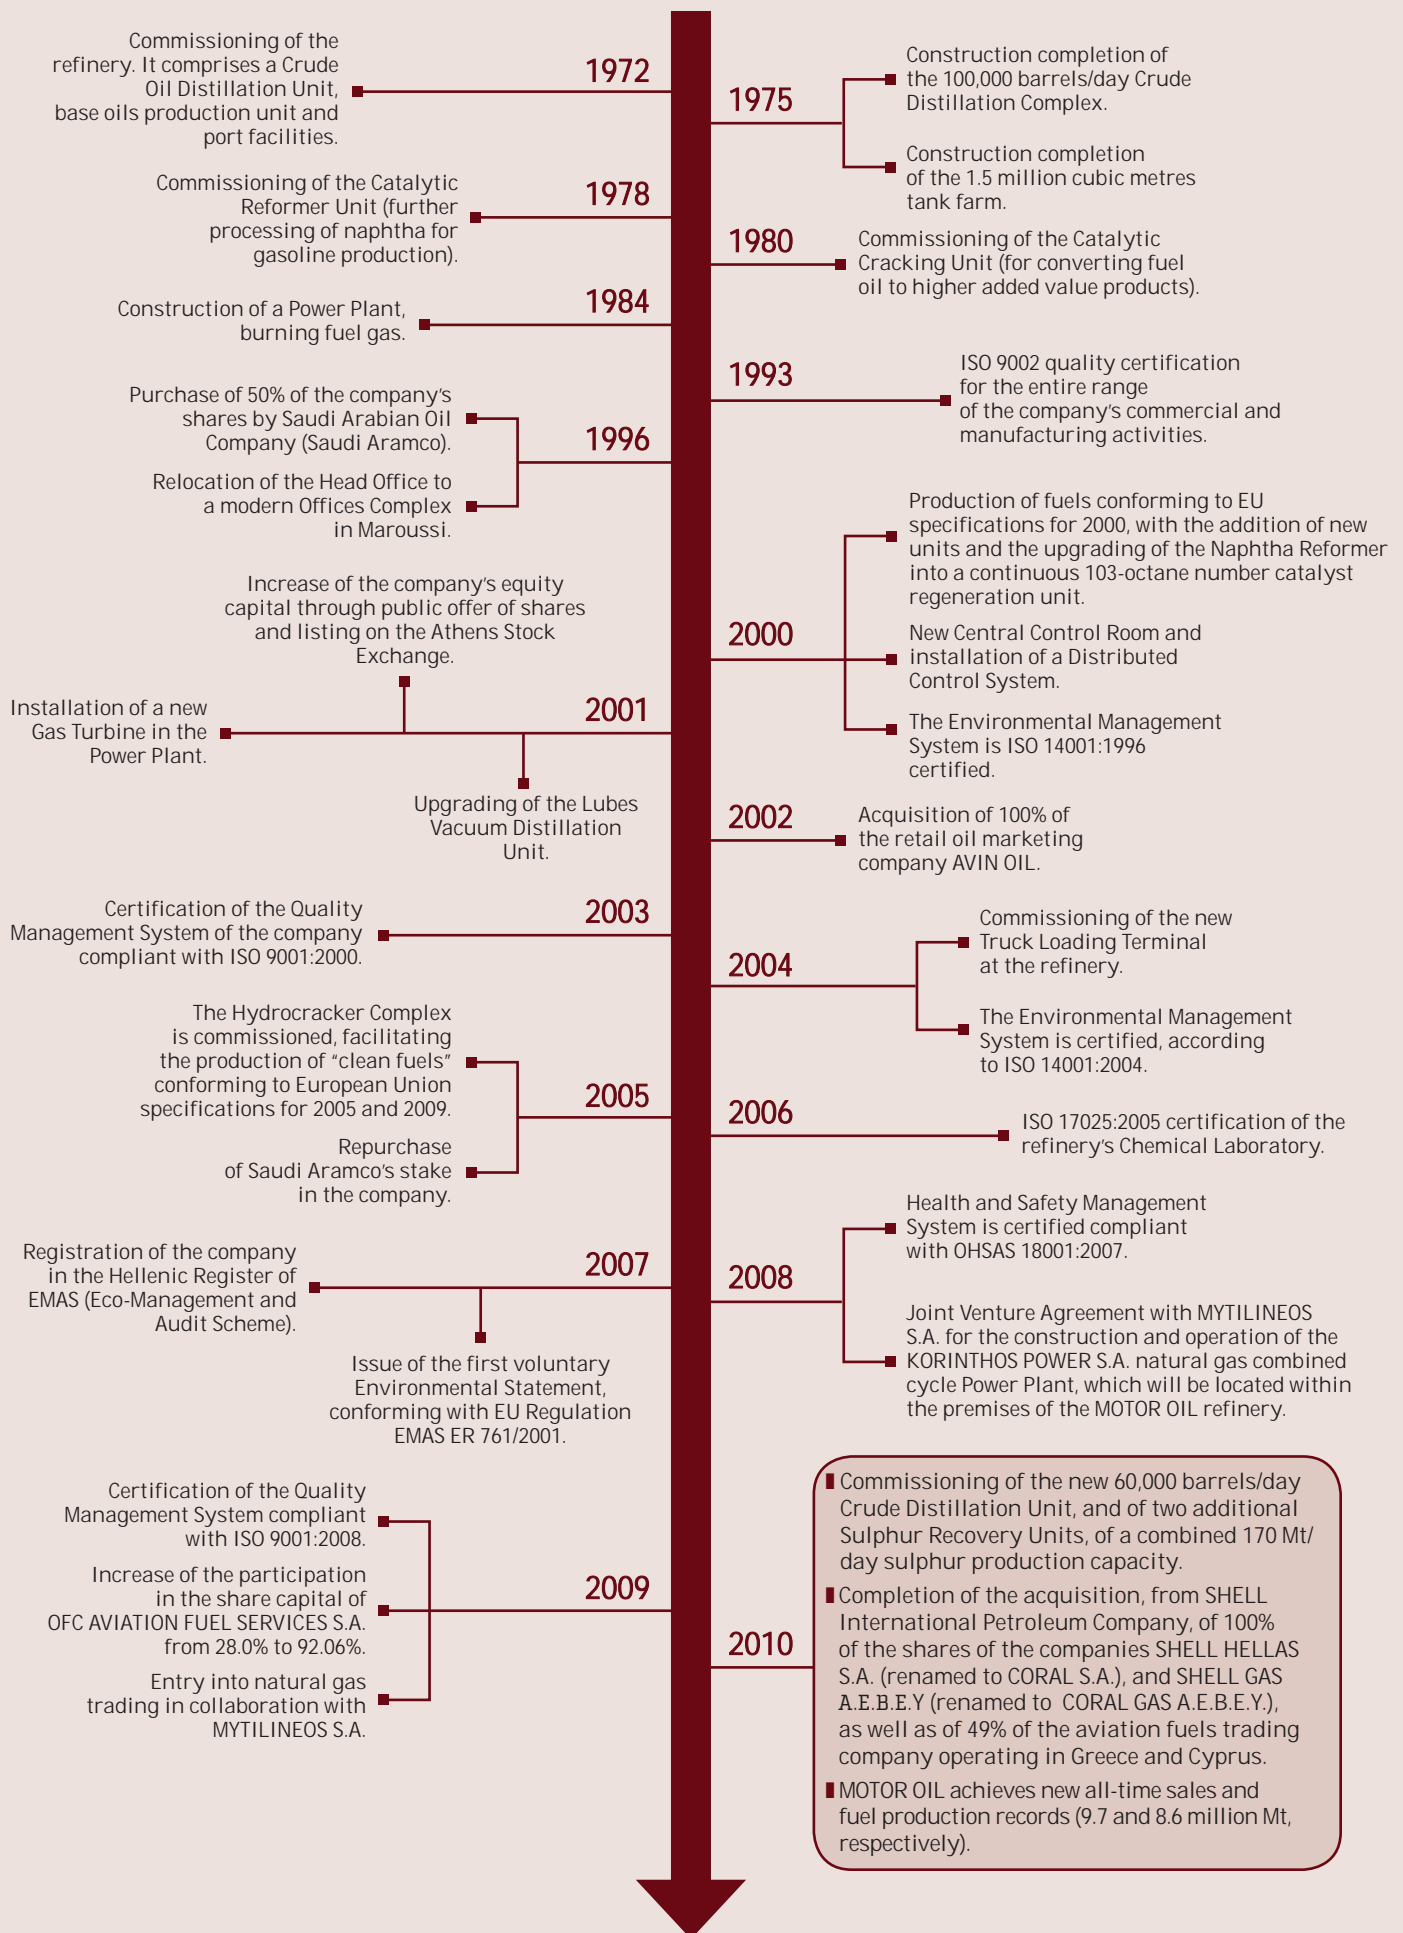 1972
Commissioning of the
refinery. It comprises a Crude
Oil Distillation Unit,
base oils production unit and
port facilities.
1975
Construction completion of
the 100,000 barrels/day Crude
Distillation Complex.
Construction completion
of the 1.5 million cubic metres
tank farm.
1978
Commissioning of the Catalytic
Reformer Unit (further
processing of naphtha for
gasoline production).
1980
Commissioning of the Catalytic
Cracking Unit (for converting fuel
oil to higher added value products).
1984
Construction of a Power Plant,
burning fuel gas.
1993
ISO 9002 quality certification
for the entire range
of the company's commercial and
manufacturing activities.
1996
Purchase of 50% of the company's
shares by Saudi Arabian Oil
Company (Saudi Aramco).
Relocation of the Head Office to
a modern Offices Complex
in Maroussi.
2000
Production of fuels conforming to EU
specifications for 2000, with the addition of new
units and the upgrading of the Naphtha Reformer
into a continuous 103-octane number catalyst
regeneration unit.
New Central Control Room and
installation of a Distributed
Control System.
The Environmental Management
System is ISO 14001:1996
certified.
2001
Increase of the company's equity
capital through public offer of shares
and listing on the Athens Stock
Exchange.
Installation of a new
Gas Turbine in the
Power Plant.
Upgrading of the Lubes
Vacuum Distillation
Unit.
2002
Acquisition of 100% of
the retail oil marketing
company AVIN OIL.
2003
Certification of the Quality
Management System of the company
compliant with ISO 9001:2000.
2004
Commissioning of the new
Truck Loading Terminal
at the refinery.
The Environmental Management
System is certified, according
to ISO 14001:2004.
2005
The Hydrocracker Complex
is commissioned, facilitating
the production of "clean fuels"
conforming to European Union
specifications for 2005 and 2009.
Repurchase
of Saudi Aramco's stake
in the company.
2006
ISO 17025:2005 certification of the
refinery's Chemical Laboratory.
2007
Registration of the company
in the Hellenic Register of
EMAS (Eco-Management and
Audit Scheme).
Issue of the first voluntary
Environmental Statement,
conforming with EU Regulation
EMAS ER 761/2001.
2008
Health and Safety Management
System is certified compliant
with OHSAS 18001:2007.
Joint Venture Agreement with MYTILINEOS
S.A. for the construction and operation of the
KORINTHOS POWER S.A. natural gas combined
cycle Power Plant, which will be located within
the premises of the MOTOR OIL refinery.
2009
Certification of the Quality
Management System compliant
with ISO 9001:2008.
Increase of the participation
in the share capital of
OFC AVIATION FUEL SERVICES S.A.
from 28.0% to 92.06%.
Entry into natural gas
trading in collaboration with
MYTILINEOS S.A.
2010
Commissioning of the new 60,000 barrels/day
Crude Distillation Unit, and of two additional
Sulphur Recovery Units, of a combined 170 Mt/
day sulphur production capacity.
Completion of the acquisition, from SHELL
International Petroleum Company, of 100%
of the shares of the companies SHELL HELLAS
S.A. (renamed to CORAL S.A.), and SHELL GAS
A.E.B.E.Y (renamed to CORAL GAS A.E.B.E.Y.),
as well as of 49% of the aviation fuels trading
company operating in Greece and Cyprus.
MOTOR OIL achieves new all-time sales and
fuel production records (9.7 and 8.6 million Mt,
respectively).